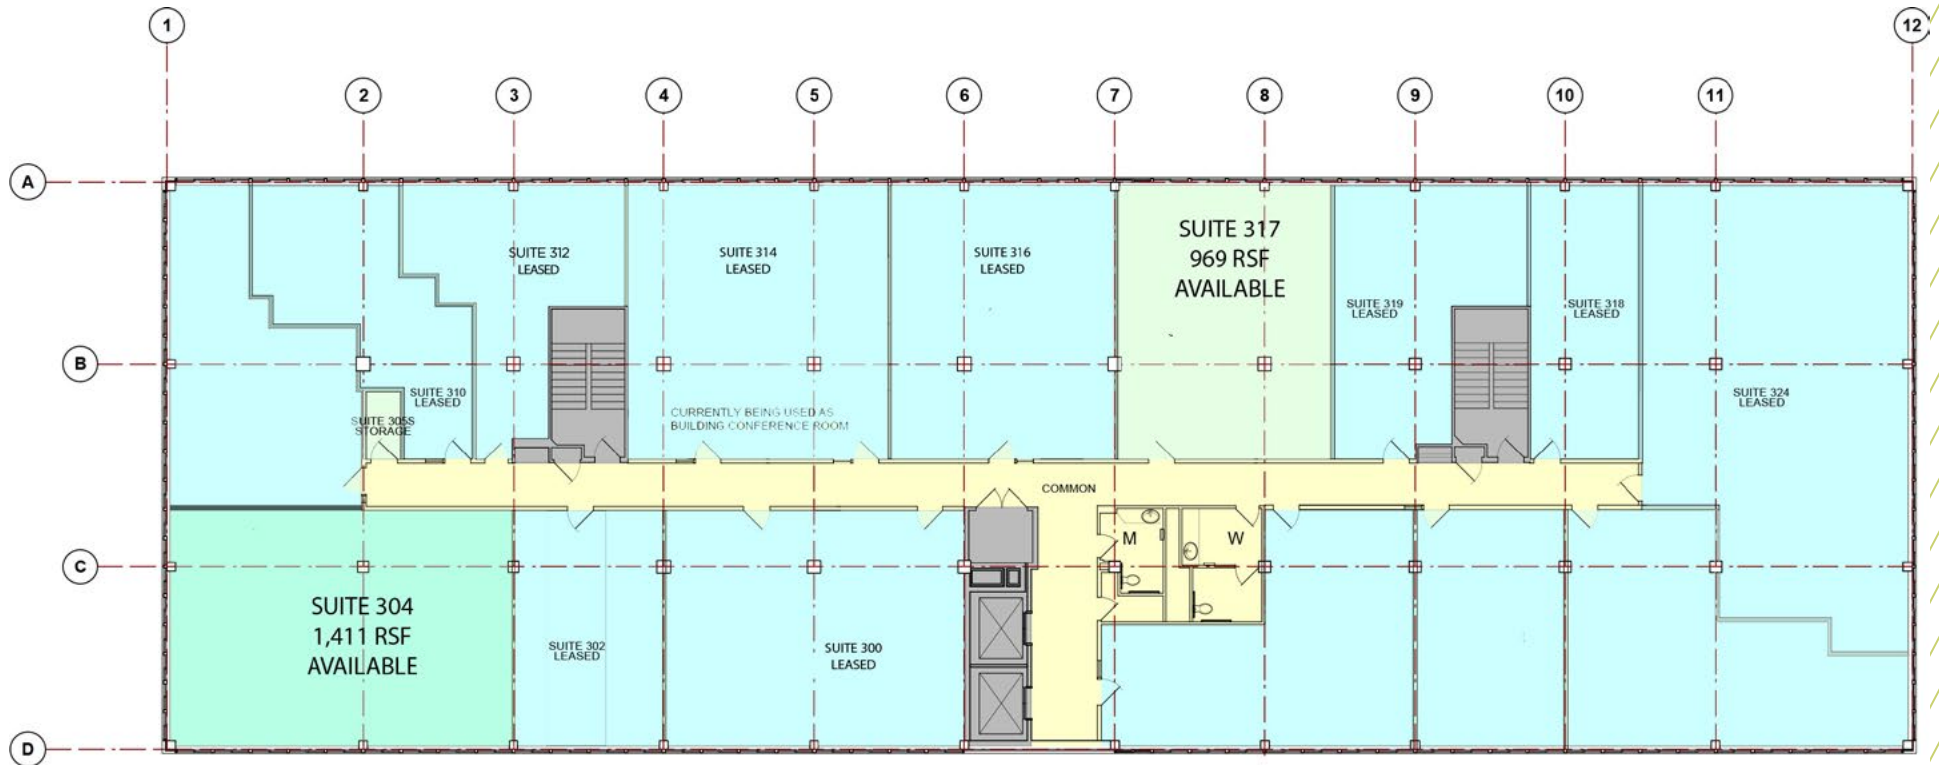 1
12
2
3
4
5
6
7
8
9
10
11
A
SUITE 312
LEASED
SUITE 314
LEASED
SUITE 316
LEASED
SUITE 317
969 RSF
AVAILABLE
SUITE 319
LEASED
SUITE 318
LEASED
B
SUITE 310
LEASED
SUITE 324
LEASED
SUITE 305S
STORAGE
CURRENTLY BEING USED AS
BUILDING CONFERENCE ROOM
COMMON
M
W
C
SUITE 304
1,411 RSF
AVAILABLE
SUITE 302
LEASED
SUITE 300
LEASED
D